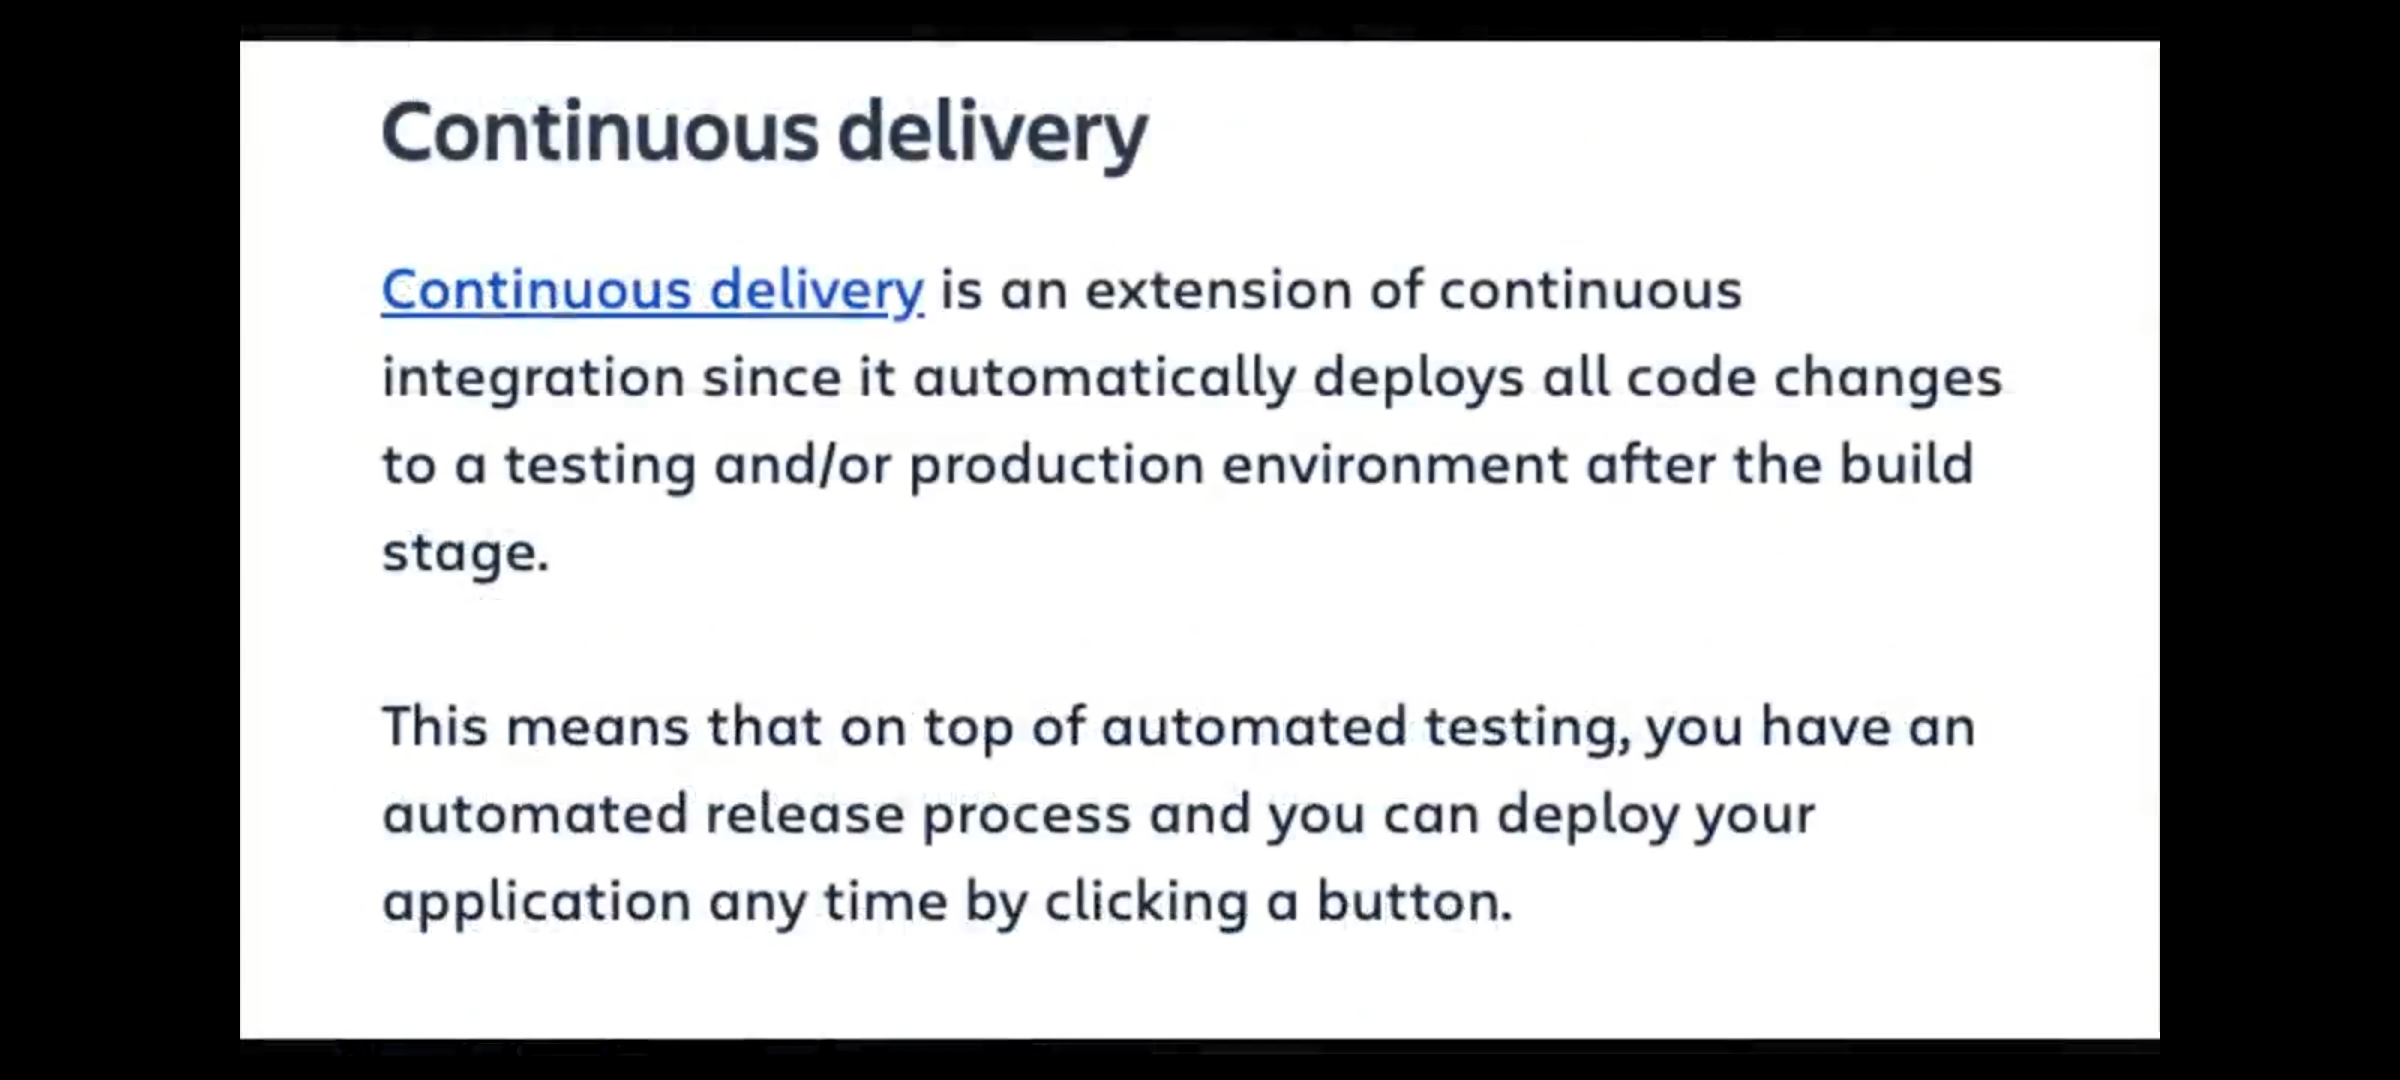 Continuous delivery
Continuous delivery is an extension of continuous
integration since it automatically deploys all code changes
to a testing and/or production environment after the build
stage.
This means that on top of automated testing, you have an
automated release process and you can deploy your
application any time by clicking a button.